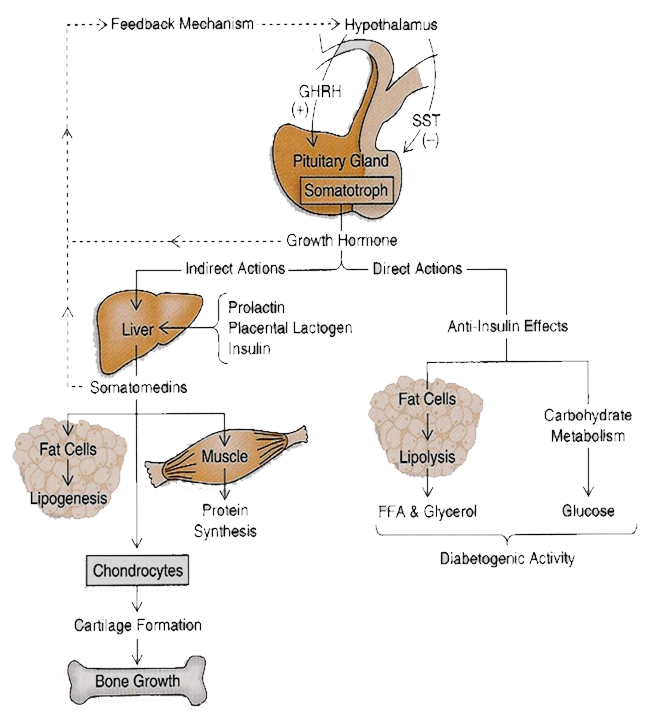 Feedback Mechanism
Hypothalamus
GHRH
(+)
SST
(−)
Pituitary Gland
Somatotroph
Growth Hormone
Indirect Actions
Direct Actions
Liver
Prolactin
Placental Lactogen
Insulin
Anti-Insulin Effects
Somatomedins
Fat Cells
Lipogenesis
Muscle
Protein
Synthesis
Fat Cells
Lipolysis
FFA & Glycerol
Carbohydrate
Metabolism
Glucose
Diabetogenic Activity
Chondrocytes
Cartilage Formation
Bone Growth